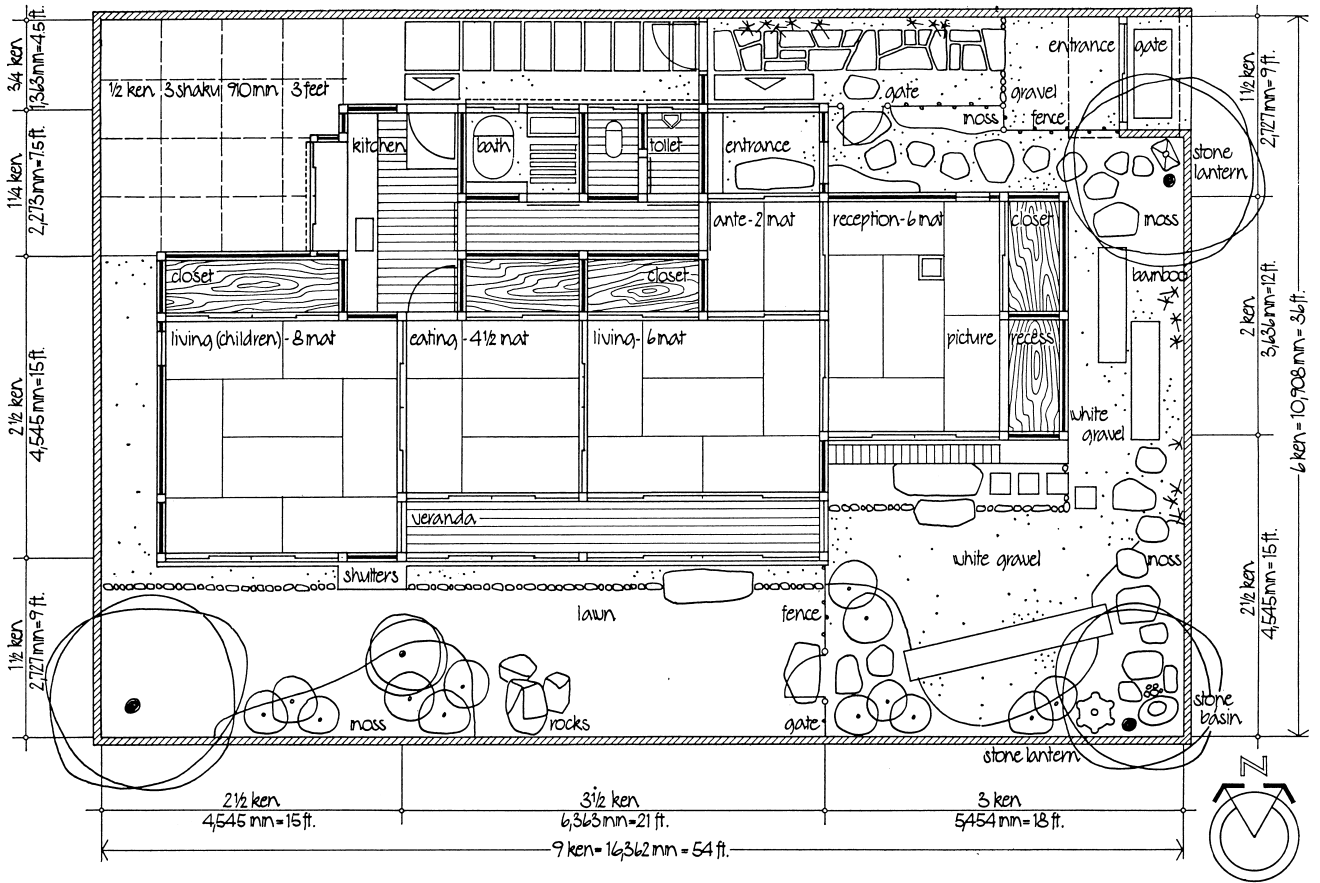 entrance
gate
1/2 ken 3 shaku 910 mm 3 feet
gate
gravel
moss
fence
kitchen
bath
toilet
entrance
stone
lantern
ante-2 mat
reception-6 mat
closet
moss
closet
closet
bamboo
living (children)-8 mat
eating-4 1/2 mat
living-6 mat
picture
recess
white
gravel
veranda
white gravel
moss
shutters
lawn
fence
moss
rocks
gate
stone
basin
stone lantern
3/4 ken
1,363 mm=4.5 ft.
1 1/4 ken
2,273 mm=7.5 ft.
2 1/2 ken
4,545 mm=15 ft.
1 1/2 ken
2,727 mm=9 ft.
1 1/2 ken
2,727 mm=9 ft.
2 ken
3,636 mm=12 ft.
2 1/2 ken
4,545 mm=15 ft.
6 ken=10,908 mm=36 ft.
2 1/2 ken
4,545 mm=15 ft.
3 1/2 ken
6,363 mm=21 ft.
3 ken
5,454 mm=18 ft.
9 ken=16,362 mm=54 ft.
N